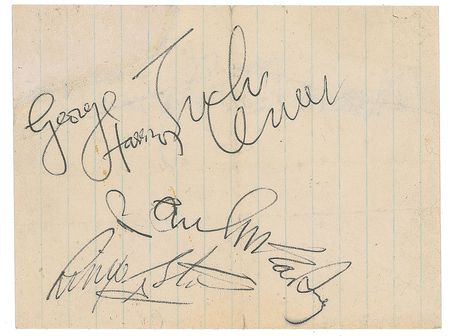 George Harrison John Lennon
Paul McCartney
Ringo Starr